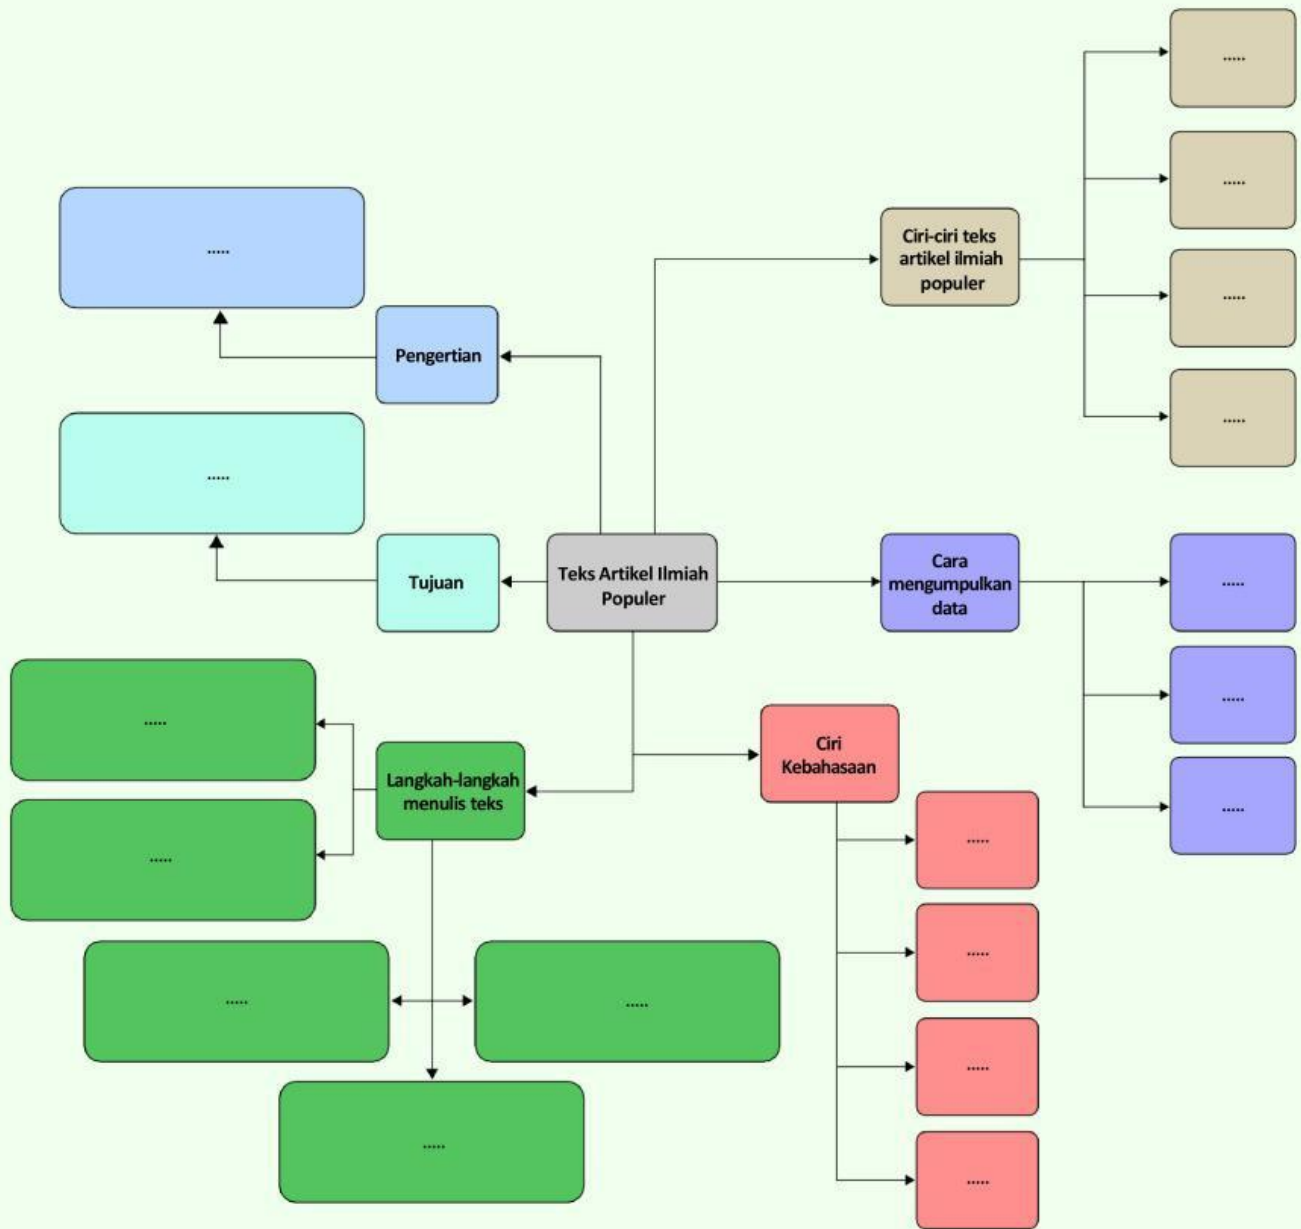 .....
.....
Ciri-ciri teks
artikel ilmiah
populer
.....
.....
Pengertian
.....
.....
Tujuan
Teks Artikel Ilmiah
Populer
Cara
mengumpulkan
data
.....
.....
.....
.....
Langkah-langkah
menulis teks
.....
.....
.....
.....
Ciri
Kebahasaan
.....
.....
.....
.....
.....